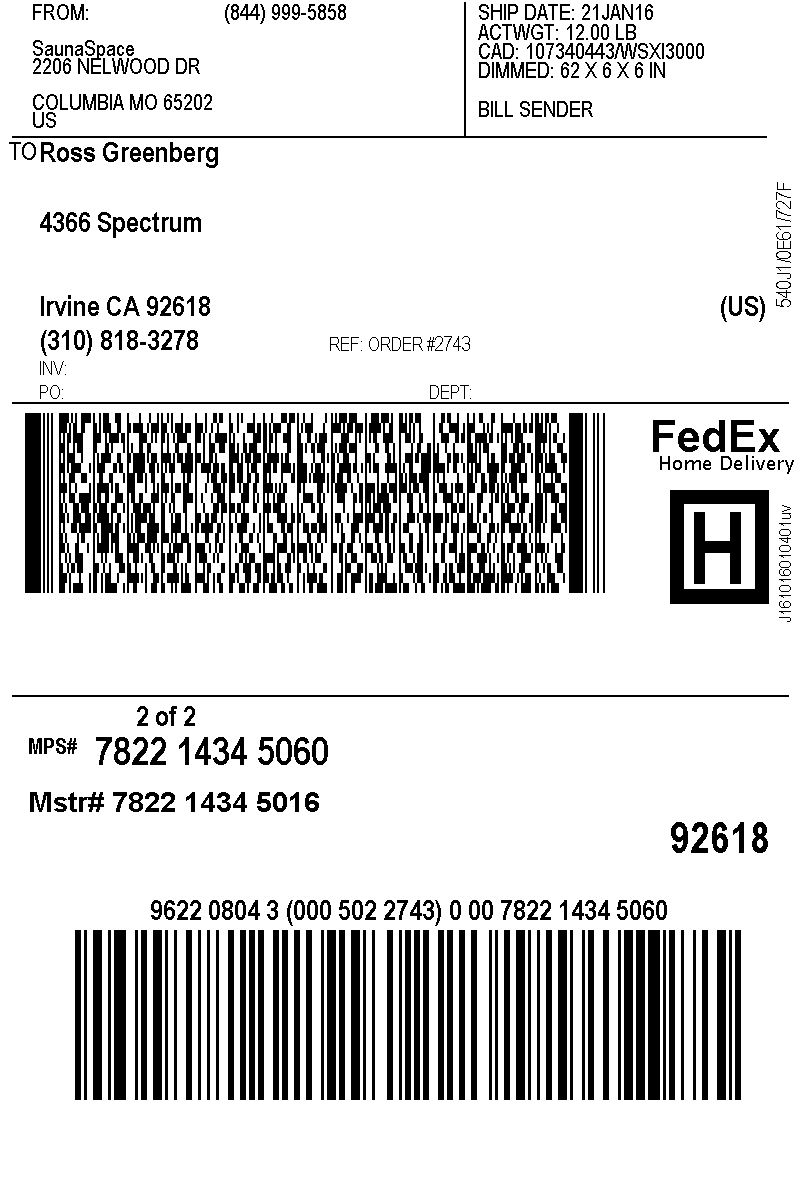 FROM: (844) 999-5858
SaunaSpace
2206 NELWOOD DR
COLUMBIA MO 65202
US
SHIP DATE: 21JAN16
ACTWGT: 12.00 LB
CAD: 107340443/WSXI3000
DIMMED: 62 X 6 X 6 IN
BILL SENDER
TO Ross Greenberg
4366 Spectrum
Irvine CA 92618 (US)
(310) 818-3278 REF: ORDER #2743
INV:
PO: DEPT:
540J1/0E61/727F
FedEx
Home Delivery
H
J161016010401uv
2 of 2
MPS# 7822 1434 5060
Mstr# 7822 1434 5016
92618
9622 0804 3 (000 502 2743) 0 00 7822 1434 5060